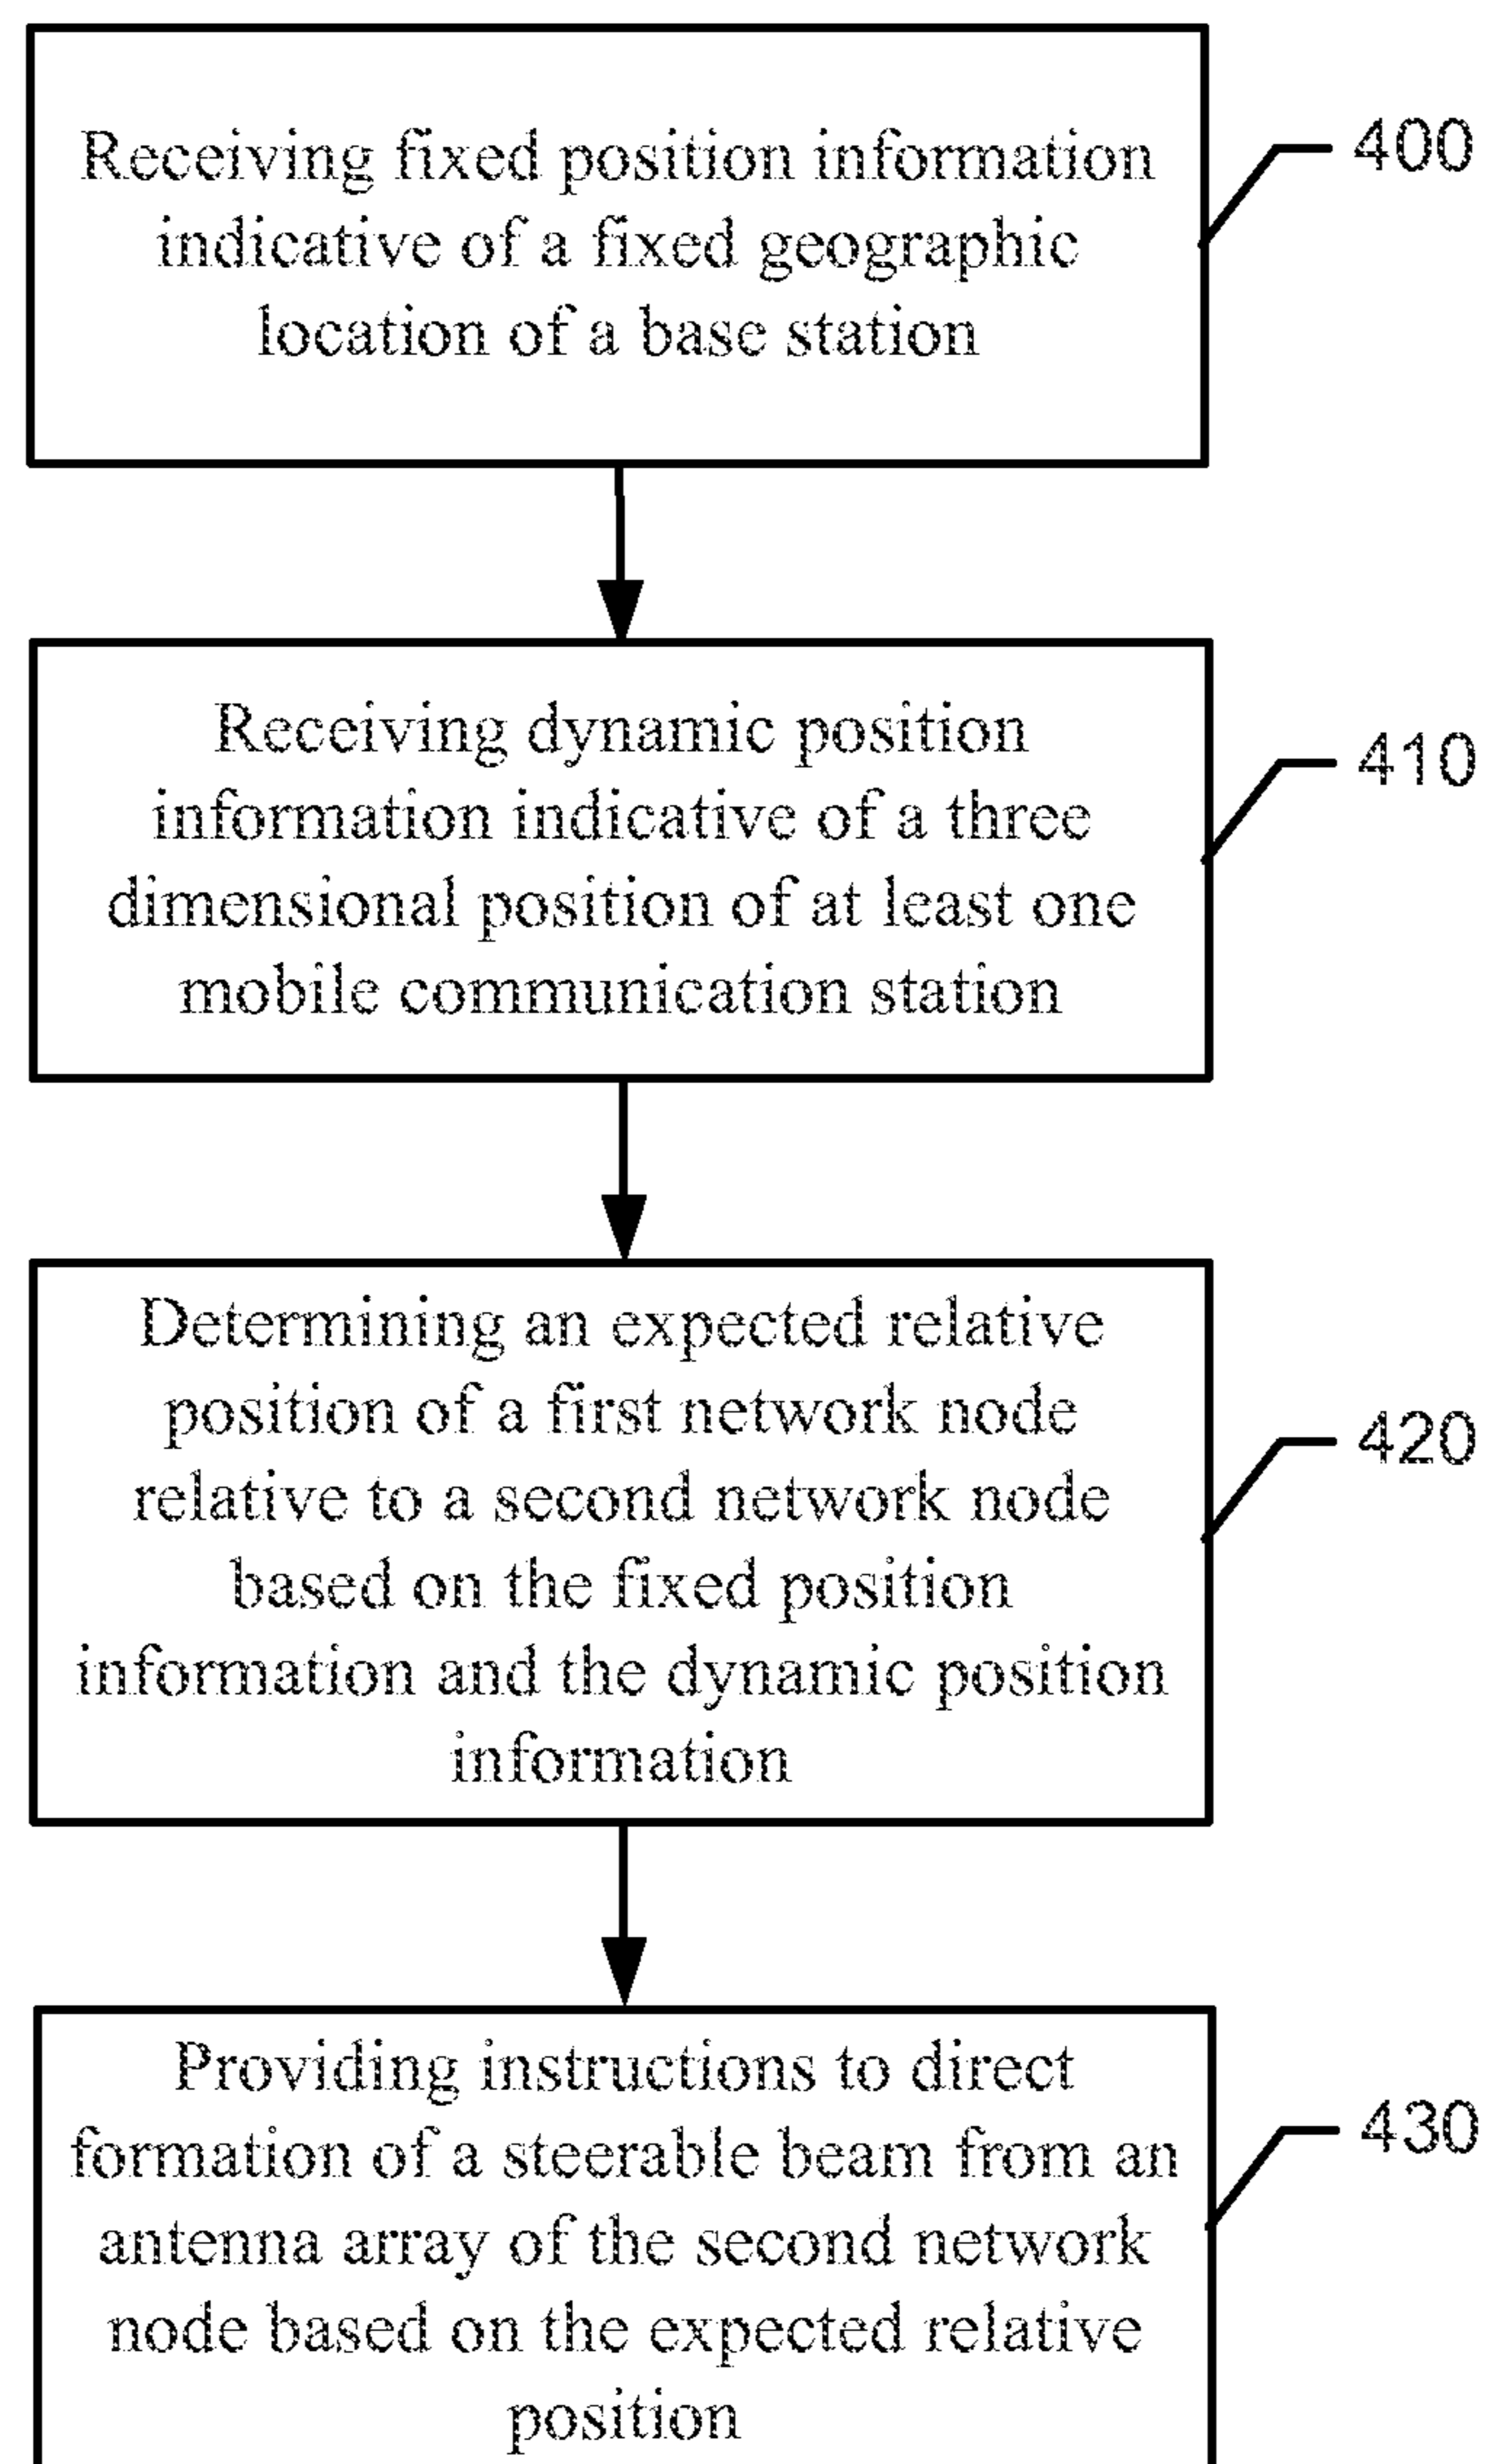 Receiving fixed position information
indicative of a fixed geographic
location of a base station
400
Receiving dynamic position
information indicative of a three
dimensional position of at least one
mobile communication station
410
Determining an expected relative
position of a first network node
relative to a second network node
based on the fixed position
information and the dynamic position
information
420
Providing instructions to direct
formation of a steerable beam from an
antenna array of the second network
node based on the expected relative
position
430